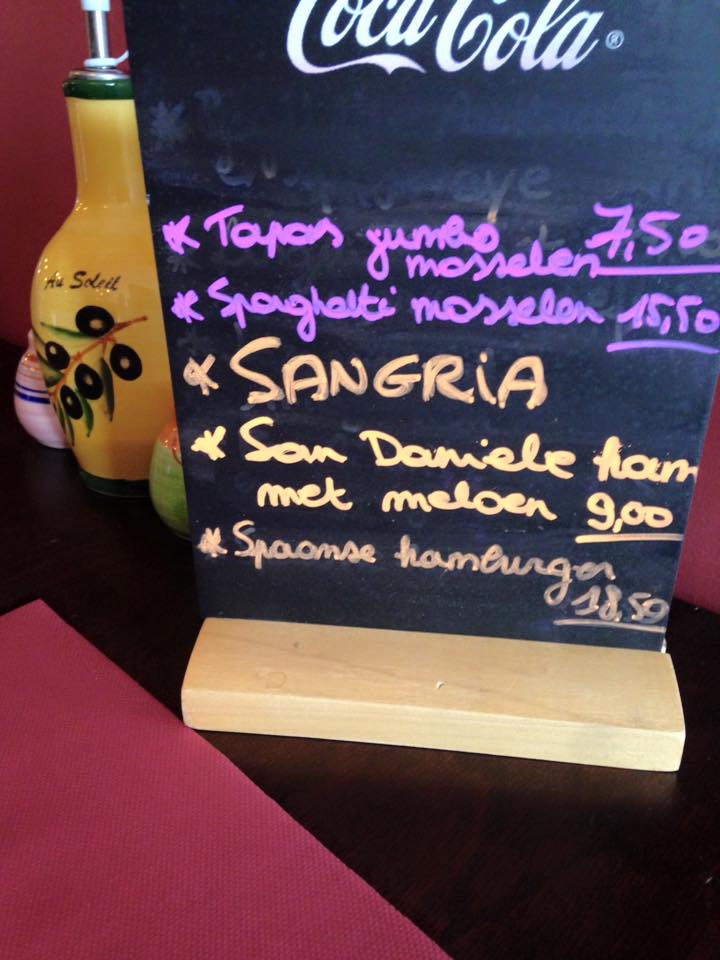 Coca-Cola ®
Au Soleil
* Tapas jumbo 7,50
mosselen
* Spaghetti mosselen 15,50
* SANGRiA
* San Daniele ham
met meloen 9,00
* Spaanse hamburger
18,50